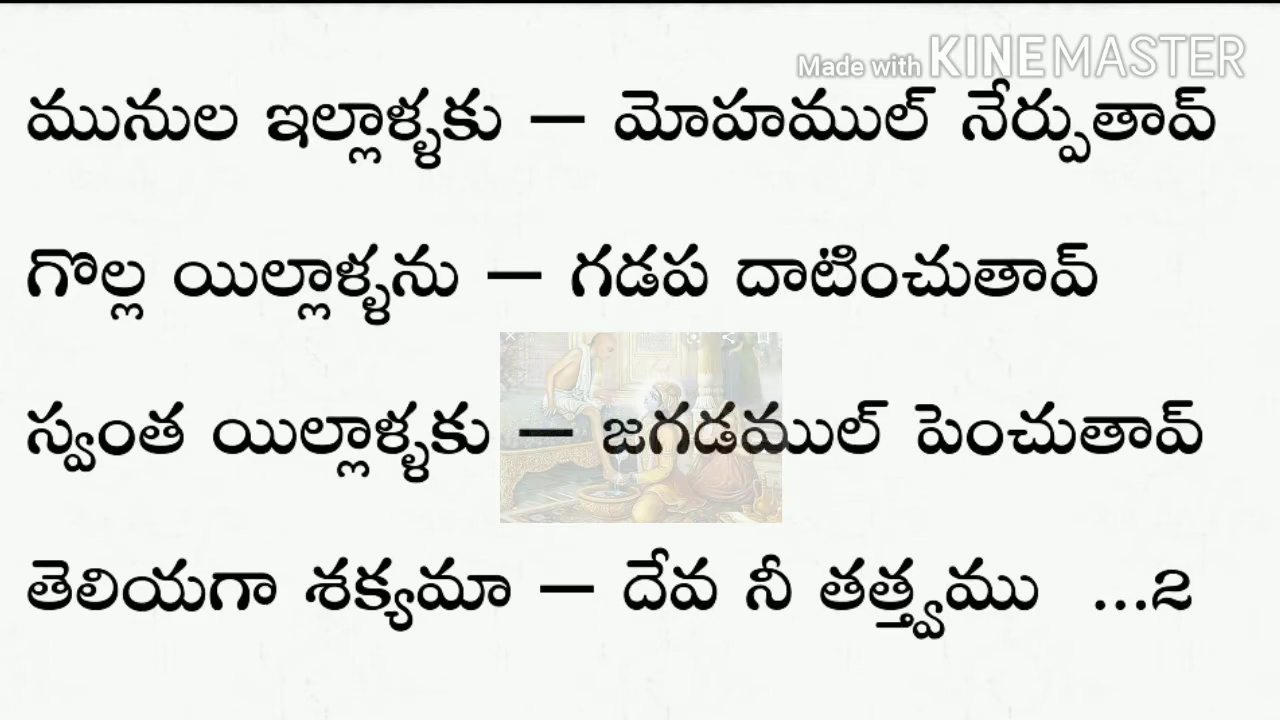 Made with KINEMASTER
మునుల ఇల్లాళ్ళకు – మోహముల్ నేర్పుతావ్
గొల్ల యిల్లాళ్ళను – గడప దాటించుతావ్
స్వంత యిల్లాళ్ళకు – జగడముల్ పెంచుతావ్
తెలియగా శక్యమా – దేవ నీ తత్త్వము ...2